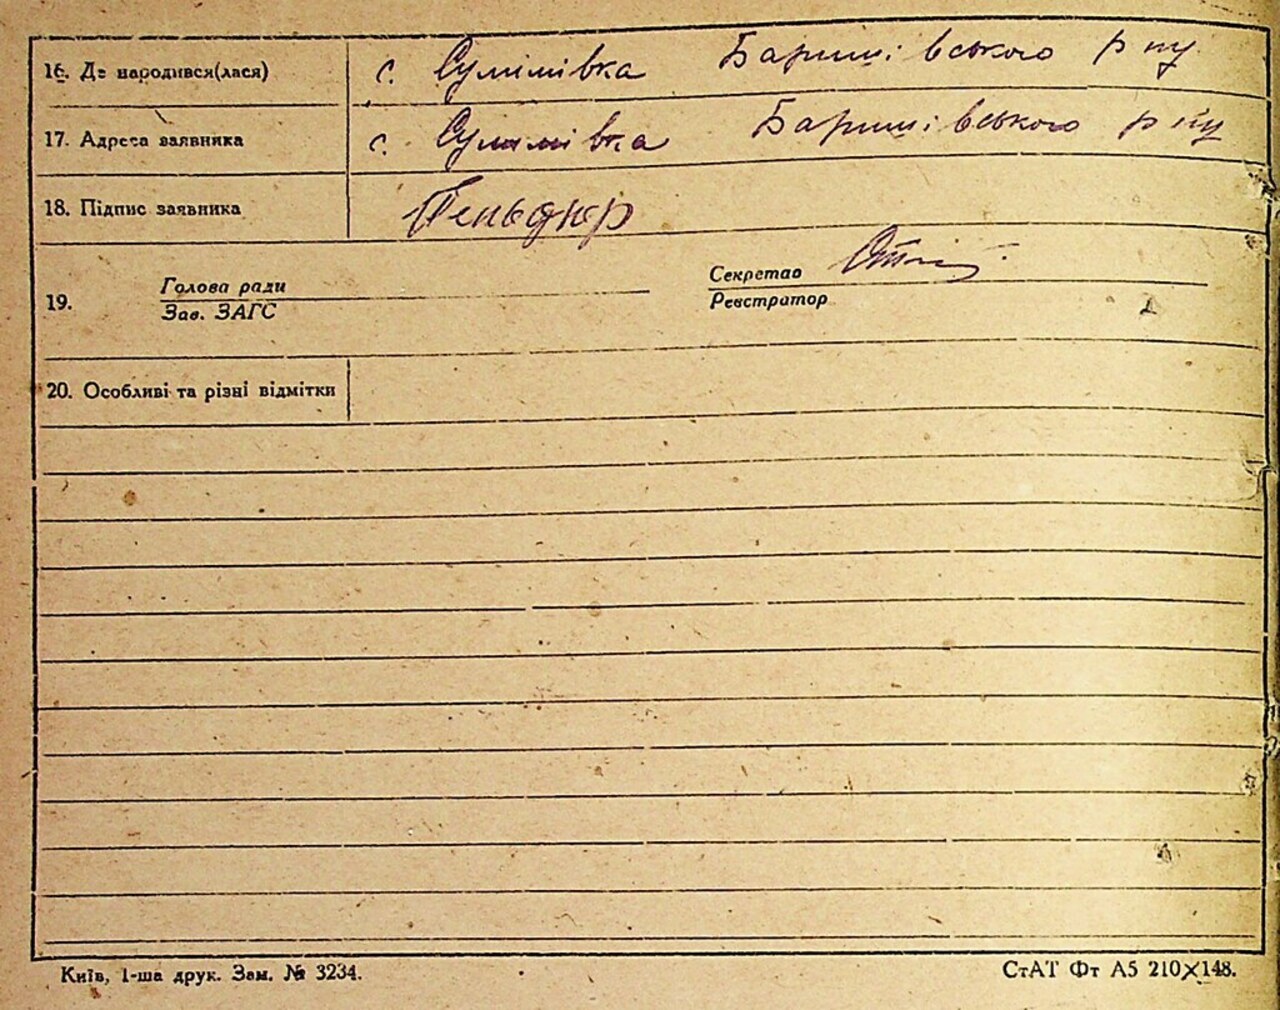 16. Де народився(лася) с. Сулимівка Баришівського р ну
17. Адреса заявника с. Сулимівка Баришівського р ну
18. Підпис заявника
19. Голова ради Секретар
Зав. ЗАГС Реєстратор
20. Особливі та різні відмітки
Київ, 1-ша друк. Зам. № 3234. СтАТ Фт А5 210×148.